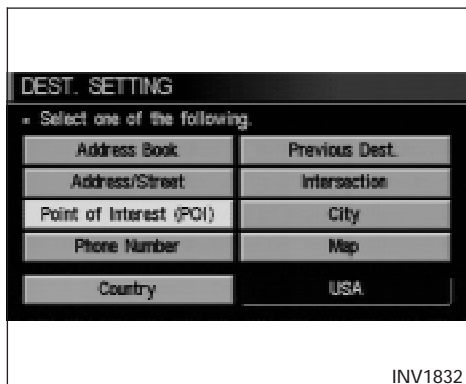 DEST. SETTING
Select one of the following.
Address Book Previous Dest.
Address/Street Intersection
Point of Interest (POI) City
Phone Number Map
Country USA
INV1832